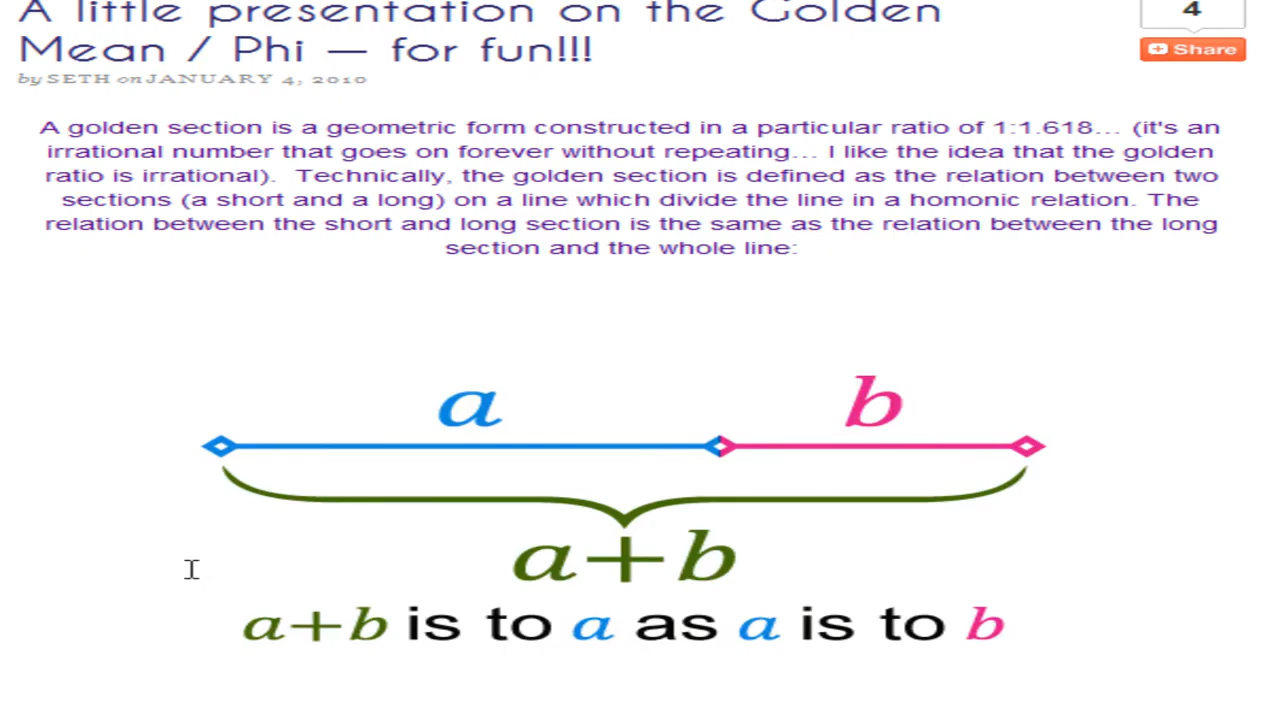 A little presentation on the Golden
Mean / Phi — for fun!!!
4
Share
by SETH on JANUARY 4, 2010
A golden section is a geometric form constructed in a particular ratio of 1:1.618... (it's an
irrational number that goes on forever without repeating... I like the idea that the golden
ratio is irrational).  Technically, the golden section is defined as the relation between two
sections (a short and a long) on a line which divide the line in a homonic relation. The
relation between the short and long section is the same as the relation between the long
section and the whole line:
a b
a+b
a+b is to a as a is to b